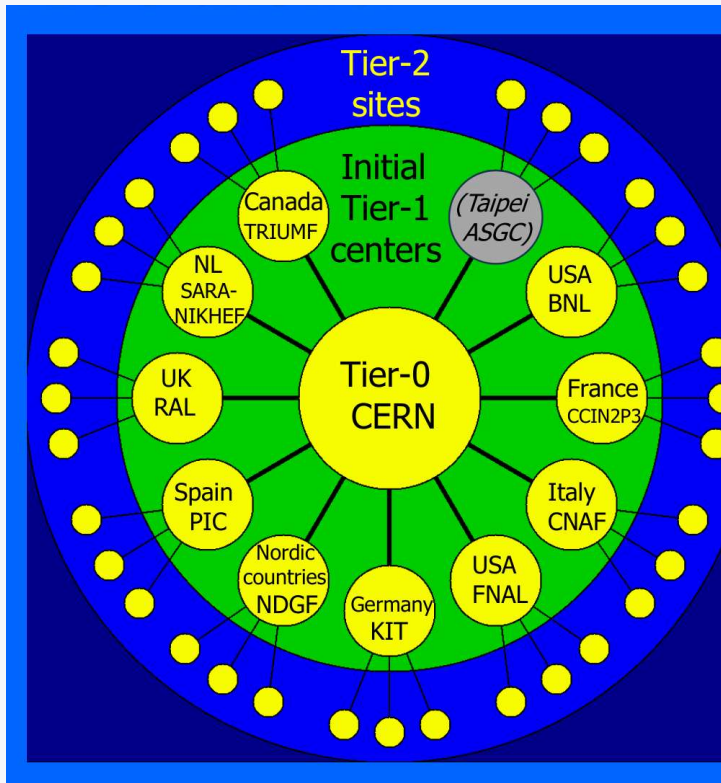 Tier-2
sites
Initial
Tier-1
centers
Canada
TRIUMF
(Taipei
ASGC)
NL
SARA-
NIKHEF
USA
BNL
UK
RAL
Tier-0
CERN
France
CCIN2P3
Spain
PIC
Italy
CNAF
Nordic
countries
NDGF
Germany
KIT
USA
FNAL